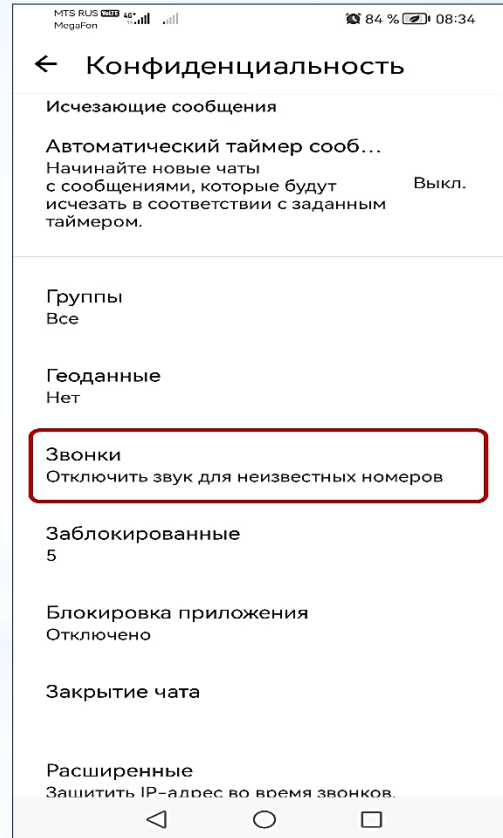 MTS RUS VoLTE 4G+
MegaFon
84 % 08:34
Конфиденциальность
Исчезающие сообщения
Автоматический таймер сооб...
Начинайте новые чаты
с сообщениями, которые будут
исчезать в соответствии с заданным
таймером.
Выкл.
Группы
Все
Геоданные
Нет
Звонки
Отключить звук для неизвестных номеров
Заблокированные
5
Блокировка приложения
Отключено
Закрытие чата
Расширенные
Защитить IP-адрес во время звонков,